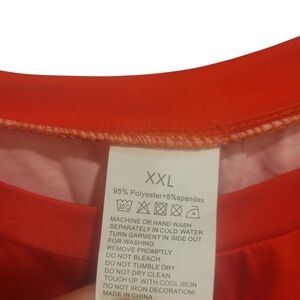 XXL
95% Polyester+5%spandex
MACHINE OR HAND WASH
SEPARATELY IN COLD WATER
TURN GARMENT IN SIDE OUT
FOR WASHING
REMOVE PROMPTLY
DO NOT BLEACH
DO NOT TUMBLE DRY
DO NOT DRY CLEAN
TOUCH UP WITH COOL IRON
DO NOT IRON DECORATION!
MADE IN CHINA